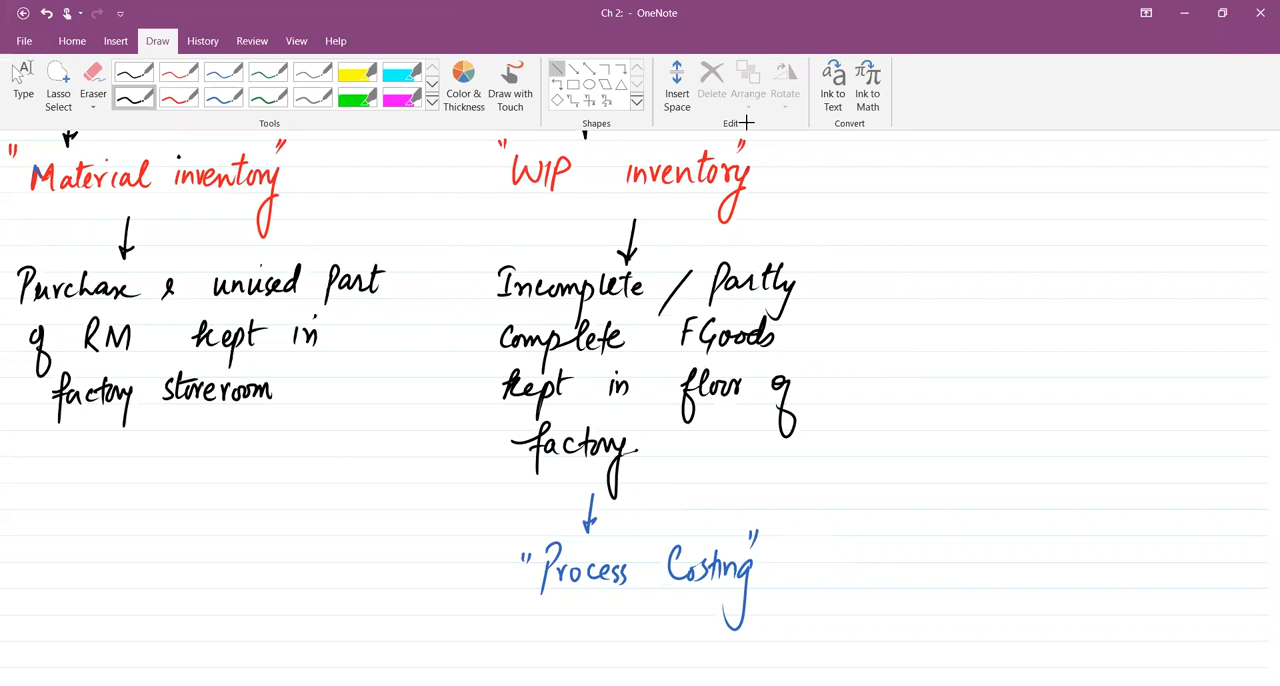 Ch 2: - OneNote
File Home Insert Draw History Review View Help
Type
Lasso Select
Eraser
Color & Thickness
Draw with Touch
Insert Space
Delete
Arrange
Rotate
Ink to Text
Ink to Math
Tools
Shapes
Edit
Convert
"Material inventory"
Purchase & unused Part
of RM kept in
factory storeroom
"WIP inventory"
Incomplete / Partly
complete FGoods
kept in floor of
factory
"Process Costing"